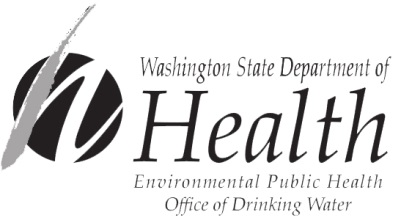 Washington State Department of
Health
Environmental Public Health
Office of Drinking Water